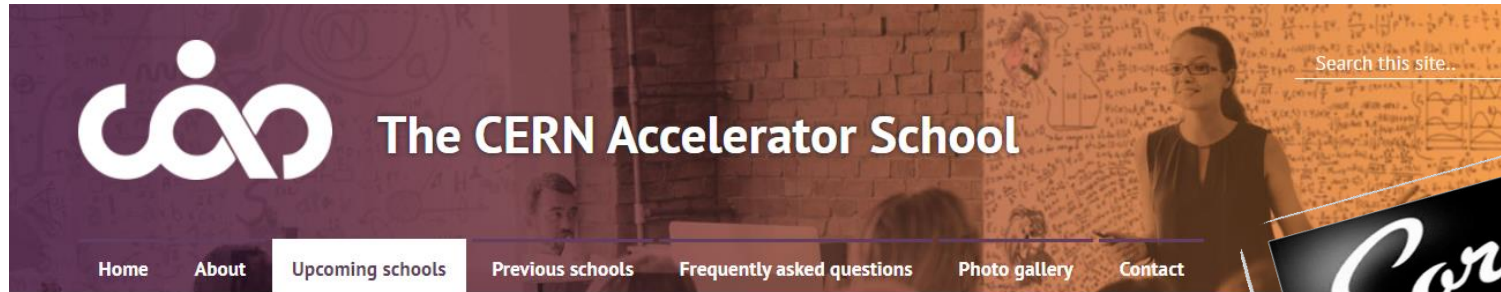 Search this site..
The CERN Accelerator School
Home About Upcoming schools Previous schools Frequently asked questions Photo gallery Contact